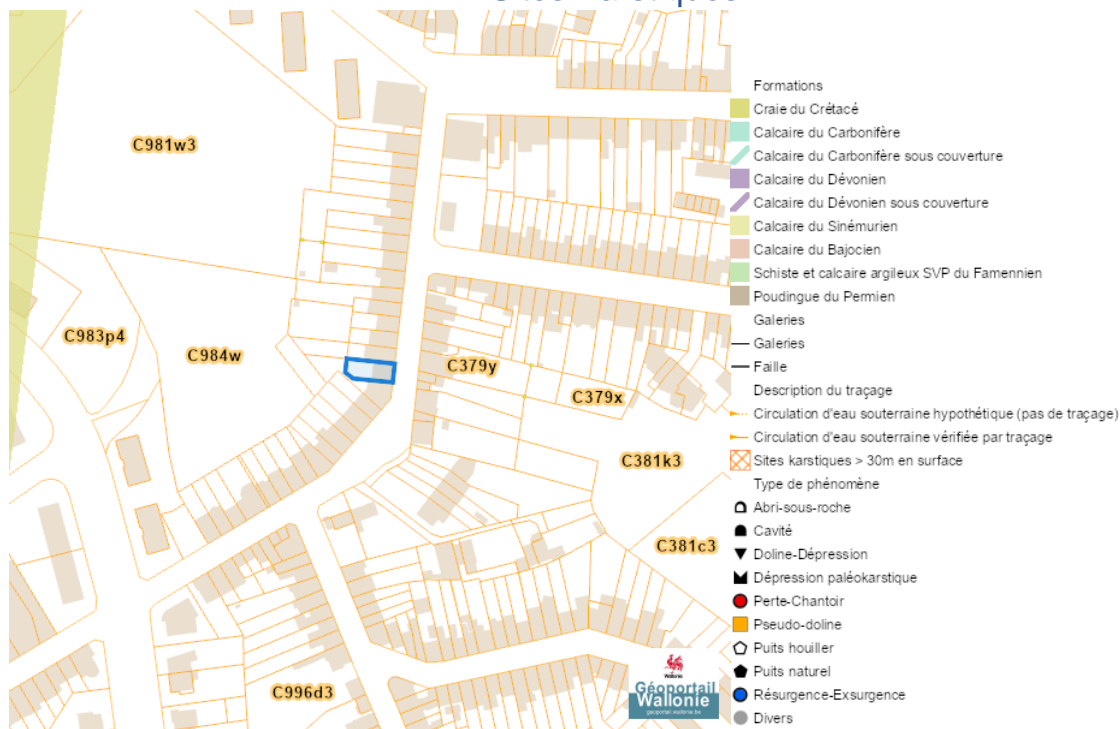 C981w3
C983p4
C984w
C379y
C379x
C381k3
C381c3
C996d3
Wallonie
Géoportail
Wallonie
geoportail.wallonie.be
Formations
Craie du Crétacé
Calcaire du Carbonifère
Calcaire du Carbonifère sous couverture
Calcaire du Dévonien
Calcaire du Dévonien sous couverture
Calcaire du Sinémurien
Calcaire du Bajocien
Schiste et calcaire argileux SVP du Famennien
Poudingue du Permien
Galeries
Galeries
Faille
Description du traçage
Circulation d'eau souterraine hypothétique (pas de traçage)
Circulation d'eau souterraine vérifiée par traçage
Sites karstiques > 30m en surface
Type de phénomène
Abri-sous-roche
Cavité
Doline-Dépression
Dépression paléokarstique
Perte-Chantoir
Pseudo-doline
Puits houiller
Puits naturel
Résurgence-Exsurgence
Divers